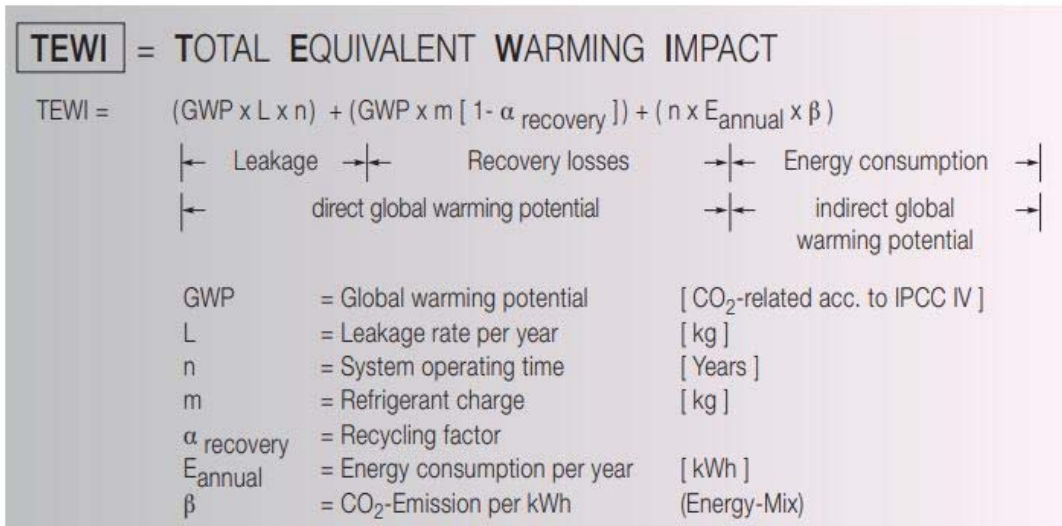 TEWI = TOTAL EQUIVALENT WARMING IMPACT
TEWI = (GWP x L x n) + (GWP x m [ 1- α recovery ]) + ( n x Eannual x β )
Leakage Recovery losses Energy consumption
direct global warming potential indirect global
warming potential
GWP = Global warming potential [ CO2-related acc. to IPCC IV ]
L = Leakage rate per year [ kg ]
n = System operating time [ Years ]
m = Refrigerant charge [ kg ]
α recovery = Recycling factor
Eannual = Energy consumption per year [ kWh ]
β = CO2-Emission per kWh (Energy-Mix)